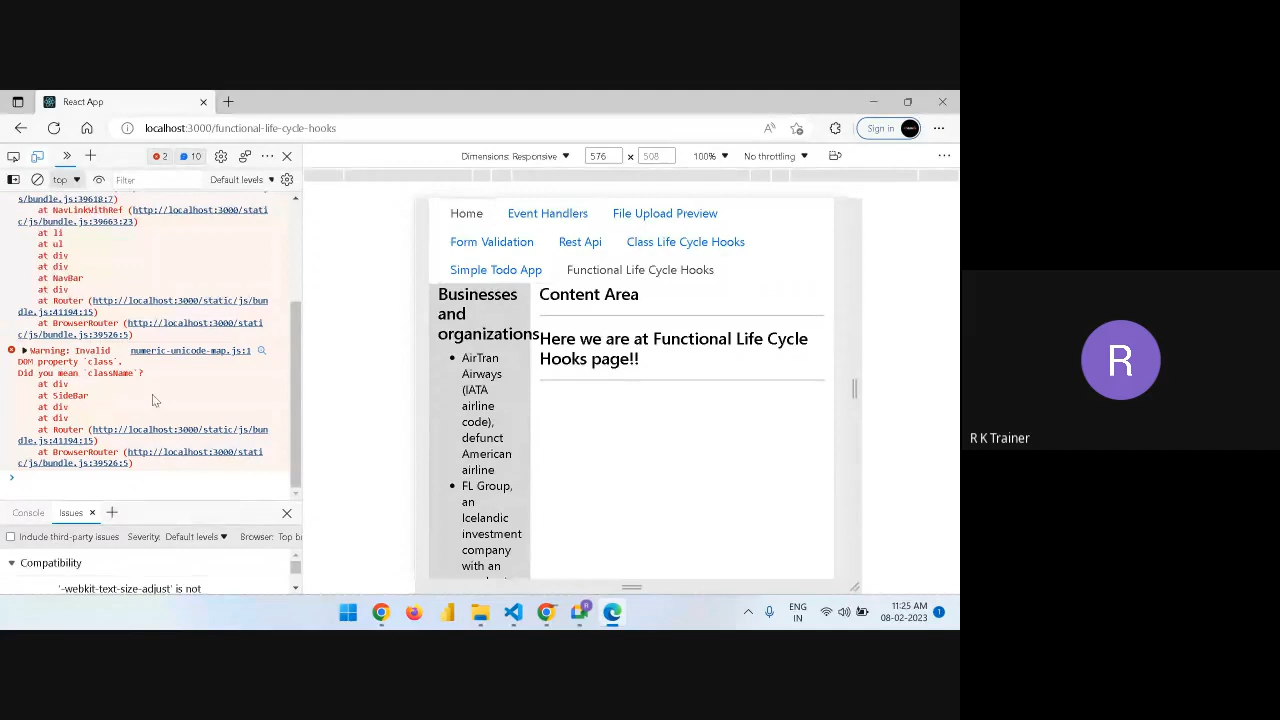 React App
localhost:3000/functional-life-cycle-hooks
Sign in
2
10
Dimensions: Responsive
576
x
508
100%
No throttling
top
Filter
Default levels
s/bundle.js:39618:7)
at NavLinkWithRef (http://localhost:3000/stati
c/js/bundle.js:39663:23)
at li
at ul
at div
at div
at NavBar
at div
at Router (http://localhost:3000/static/js/bun
dle.js:41194:15)
at BrowserRouter (http://localhost:3000/stati
c/js/bundle.js:39526:5)
Warning: Invalid numeric-unicode-map.js:1
DOM property `class`.
Did you mean `className`?
at div
at SideBar
at div
at div
at Router (http://localhost:3000/static/js/bun
dle.js:41194:15)
at BrowserRouter (http://localhost:3000/stati
c/js/bundle.js:39526:5)
Console
Issues
Include third-party issues
Severity: Default levels
Browser: Top b
Compatibility
'-webkit-text-size-adjust' is not
Home
Event Handlers
File Upload Preview
Form Validation
Rest Api
Class Life Cycle Hooks
Simple Todo App
Functional Life Cycle Hooks
Businesses
and
organizations
AirTran
Airways
(IATA
airline
code),
defunct
American
airline
FL Group,
an
Icelandic
investment
company
with an
Content Area
Here we are at Functional Life Cycle
Hooks page!!
ENG
IN
11:25 AM
08-02-2023
1
R
R
R K Trainer